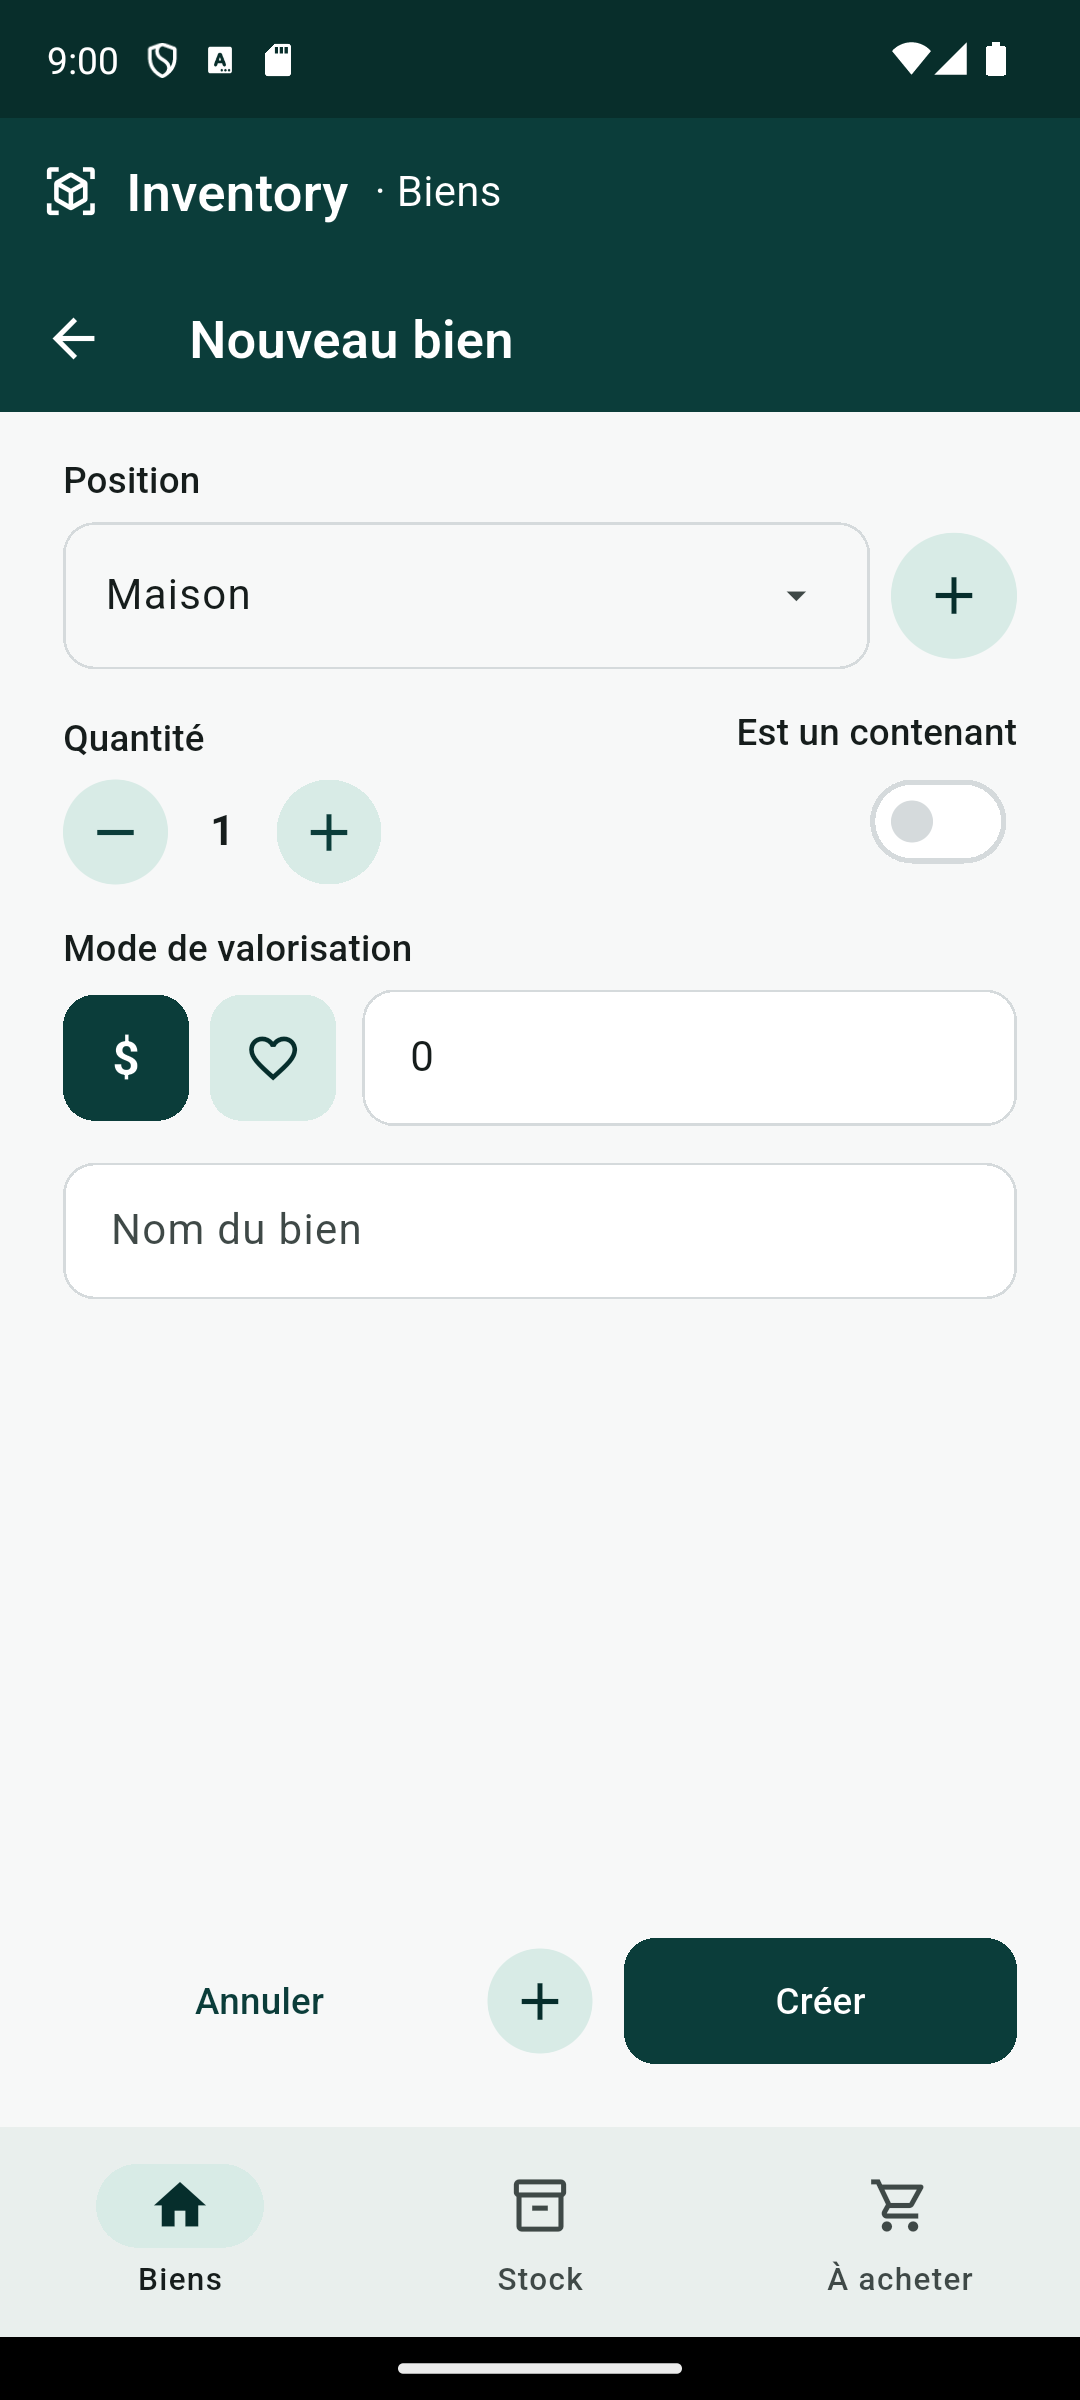 9:00
Inventory · Biens
Nouveau bien
Position
Maison
Quantité
Est un contenant
1
Mode de valorisation
$
0
Nom du bien
Annuler
Créer
Biens
Stock
À acheter